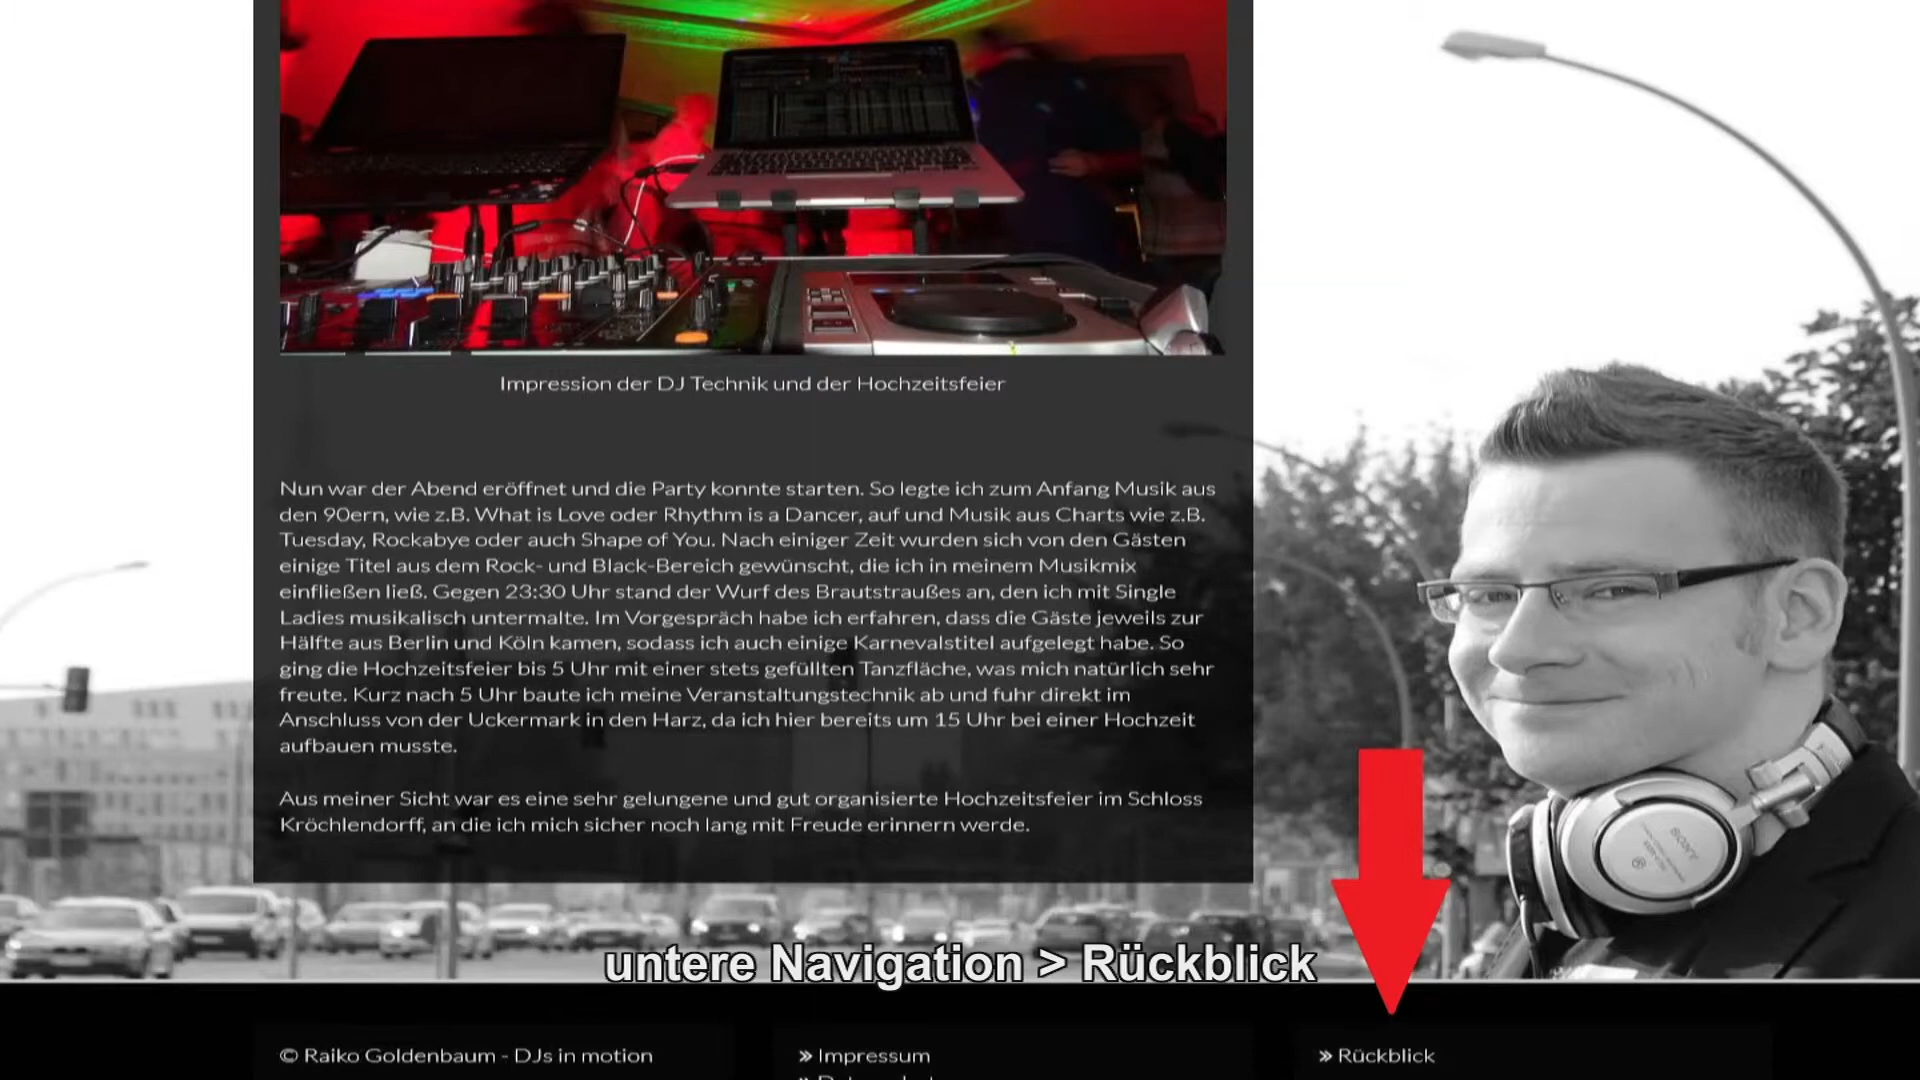 Impression der DJ Technik und der Hochzeitsfeier
Nun war der Abend eröffnet und die Party konnte starten. So legte ich zum Anfang Musik aus
den 90ern, wie z.B. What is Love oder Rhythm is a Dancer, auf und Musik aus Charts wie z.B.
Tuesday, Rockabye oder auch Shape of You. Nach einiger Zeit wurden sich von den Gästen
einige Titel aus dem Rock- und Black-Bereich gewünscht, die ich in meinem Musikmix
einfließen ließ. Gegen 23:30 Uhr stand der Wurf des Brautstraußes an, den ich mit Single
Ladies musikalisch untermalte. Im Vorgespräch habe ich erfahren, dass die Gäste jeweils zur
Hälfte aus Berlin und Köln kamen, sodass ich auch einige Karnevalstitel aufgelegt habe. So
ging die Hochzeitsfeier bis 5 Uhr mit einer stets gefüllten Tanzfläche, was mich natürlich sehr
freute. Kurz nach 5 Uhr baute ich meine Veranstaltungstechnik ab und fuhr direkt im
Anschluss von der Uckermark in den Harz, da ich hier bereits um 15 Uhr bei einer Hochzeit
aufbauen musste.
Aus meiner Sicht war es eine sehr gelungene und gut organisierte Hochzeitsfeier im Schloss
Kröchlendorff, an die ich mich sicher noch lang mit Freude erinnern werde.
SONY
untere Navigation > Rückblick
© Raiko Goldenbaum - DJs in motion
» Impressum
» Rückblick